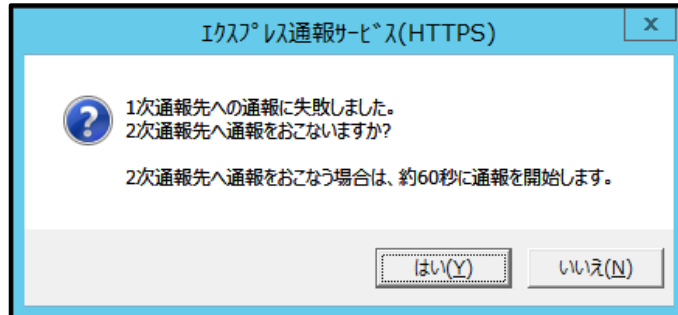 ｴｸｽﾌﾟﾚｽ通報ｻｰﾋﾞｽ(HTTPS)
x
?
1次通報先への通報に失敗しました。
2次通報先へ通報をおこないますか?
2次通報先へ通報をおこなう場合は、約60秒に通報を開始します。
はい(Y)
いいえ(N)